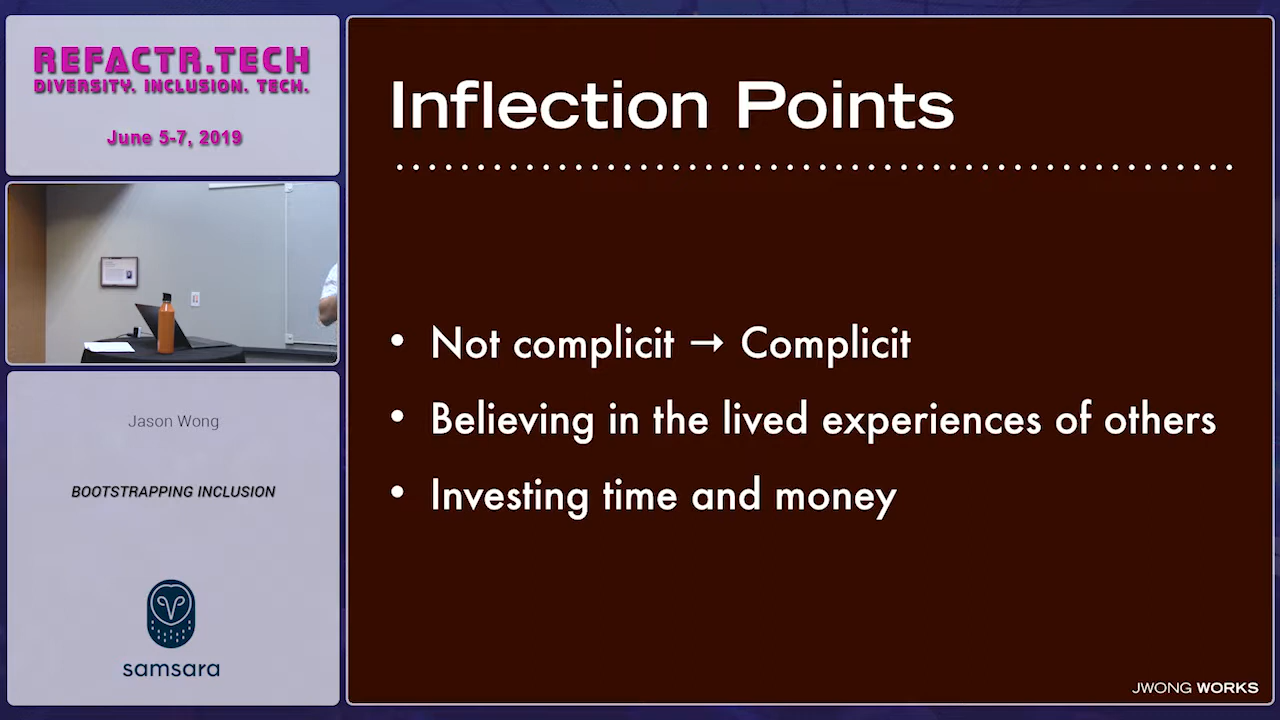 REFACTR.TECH
DIVERSITY. INCLUSION. TECH.
June 5-7, 2019
Jason Wong
BOOTSTRAPPING INCLUSION
samsara
Inflection Points
• Not complicit → Complicit
• Believing in the lived experiences of others
• Investing time and money
JWONG WORKS